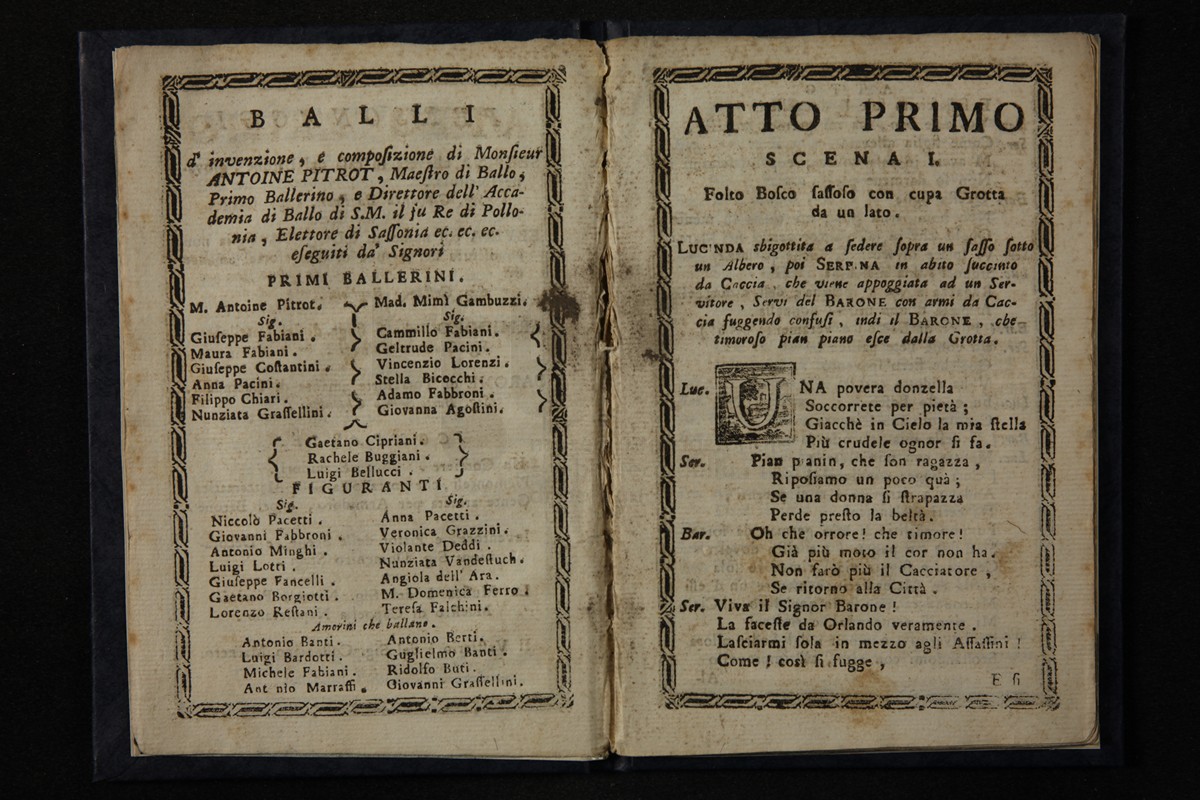 BALLI
d' invenzione, e compoſizione di Monſieur
ANTOINE PITROT, Maeſtro di Ballo,
Primo Ballerino, e Direttore dell' Acca-
demia di Ballo di S.M. il fu Re di Pollo-
nia, Elettore di Saſſonia ec. ec. ec.
eſeguiti da' Signori
PRIMI BALLERINI.
M. Antoine Pitrot.
Sig.
Giuſeppe Fabiani.
Maura Fabiani.
Giuſeppe Coſtantini.
Anna Pacini.
Filippo Chiari.
Nunziata Graſſellini.
Mad. Mimì Gambuzzi.
Sig.
Cammillo Fabiani.
Geltrude Pacini.
Vincenzio Lorenzi.
Stella Bicocchi.
Adamo Fabbroni.
Giovanna Agoſtini.
Gaetano Cipriani.
Rachele Buggiani.
Luigi Bellucci.
FIGURANTI
Sig.
Niccolò Pacetti.
Giovanni Fabbroni.
Antonio Minghi.
Luigi Lotti.
Giuſeppe Fancelli.
Gaetano Borgiotti.
Lorenzo Reſtani.
Sig.
Anna Pacetti.
Veronica Grazzini.
Violante Deddi.
Nunziata Vandeſtuch.
Angiola dell' Ara.
M. Domenica Ferro.
Tereſa Falchini.
Amorini che ballano.
Antonio Banti.
Luigi Bardotti.
Michele Fabiani.
Ant nio Marraffi.
Antonio Berti.
Guglielmo Banti.
Ridolfo Buti.
Giovanni Graſſellini.
ATTO PRIMO
SCENA I.
Folto Boſco ſaſſoſo con cupa Grotta
da un lato.
LUCINDA sbigottita a ſedere ſopra un ſaſſo ſotto
un Albero, poi SERPINA in abito ſuccinto
da Caccia, che viene appoggiata ad un Ser-
vitore, Servi del BARONE con armi da Cac-
cia fuggendo confuſi, indi il BARONE, che
timoroſo pian piano eſce dalla Grotta.
Luc. UNA povera donzella
Soccorrete per pietà;
Giacchè in Cielo la mia ſtella
Più crudele ognor ſi fa.
Ser. Pian pianin, che ſon ragazza,
Ripoſiamo un poco quà;
Se una donna ſi ſtrapazza
Perde preſto la beltà.
Bar. Oh che orrore! che timore!
Già più moto il cor non ha.
Non farò più il Cacciatore,
Se ritorno alla Città.
Ser. Viva il Signor Barone!
La faceſte da Orlando veramente.
Laſciarmi ſola in mezzo agli Aſſaſſini!
Come! così ſi fugge,
E ſi